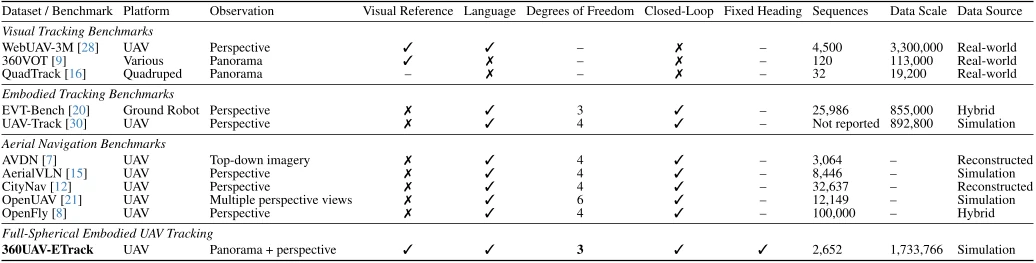 Dataset / Benchmark Platform Observation Visual Reference Language Degrees of Freedom Closed-Loop Fixed Heading Sequences Data Scale Data Source
Visual Tracking Benchmarks
WebUAV-3M [28] UAV Perspective ✓ ✓ – ✗ – 4,500 3,300,000 Real-world
360VOT [9] Various Panorama ✓ ✗ – ✗ – 120 113,000 Real-world
QuadTrack [16] Quadruped Panorama – ✗ – ✗ – 32 19,200 Real-world
Embodied Tracking Benchmarks
EVT-Bench [20] Ground Robot Perspective ✗ ✓ 3 ✓ – 25,986 855,000 Hybrid
UAV-Track [30] UAV Perspective ✗ ✓ 4 ✓ – Not reported 892,800 Simulation
Aerial Navigation Benchmarks
AVDN [7] UAV Top-down imagery ✗ ✓ 4 ✓ – 3,064 – Reconstructed
AerialVLN [15] UAV Perspective ✗ ✓ 4 ✓ – 8,446 – Simulation
CityNav [12] UAV Perspective ✗ ✓ 4 ✓ – 32,637 – Reconstructed
OpenUAV [21] UAV Multiple perspective views ✗ ✓ 6 ✓ – 12,149 – Simulation
OpenFly [8] UAV Perspective ✗ ✓ 4 ✓ – 100,000 – Hybrid
Full-Spherical Embodied UAV Tracking
360UAV-ETrack UAV Panorama + perspective ✓ ✓ 3 ✓ ✓ 2,652 1,733,766 Simulation